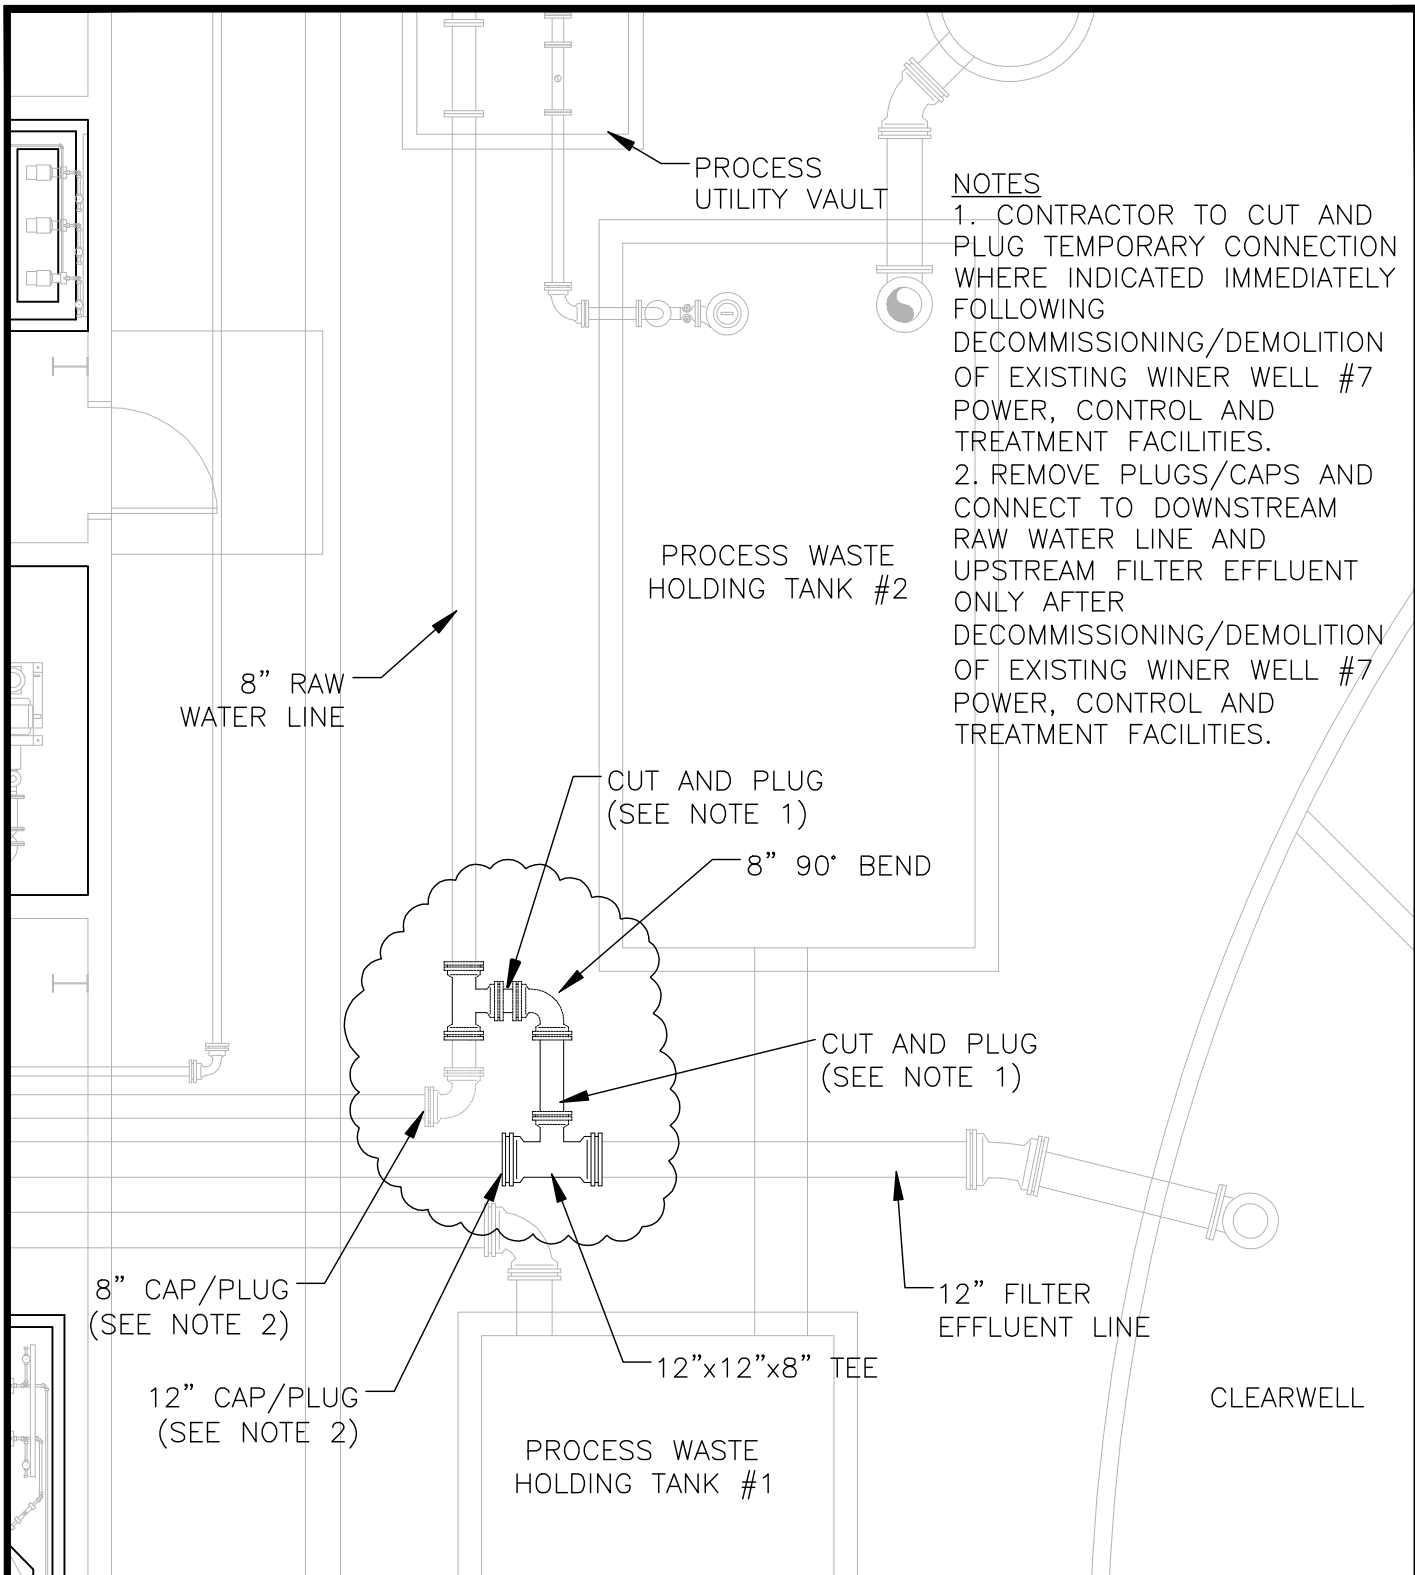 PROCESS
UTILITY VAULT
NOTES
1. CONTRACTOR TO CUT AND
PLUG TEMPORARY CONNECTION
WHERE INDICATED IMMEDIATELY
FOLLOWING
DECOMMISSIONING/DEMOLITION
OF EXISTING WINER WELL #7
POWER, CONTROL AND
TREATMENT FACILITIES.
2. REMOVE PLUGS/CAPS AND
CONNECT TO DOWNSTREAM
RAW WATER LINE AND
UPSTREAM FILTER EFFLUENT
ONLY AFTER
DECOMMISSIONING/DEMOLITION
OF EXISTING WINER WELL #7
POWER, CONTROL AND
TREATMENT FACILITIES.
PROCESS WASTE
HOLDING TANK #2
8” RAW
WATER LINE
CUT AND PLUG
(SEE NOTE 1)
8” 90° BEND
CUT AND PLUG
(SEE NOTE 1)
8” CAP/PLUG
(SEE NOTE 2)
12” FILTER
EFFLUENT LINE
12”x12”x8” TEE
12” CAP/PLUG
(SEE NOTE 2)
CLEARWELL
PROCESS WASTE
HOLDING TANK #1